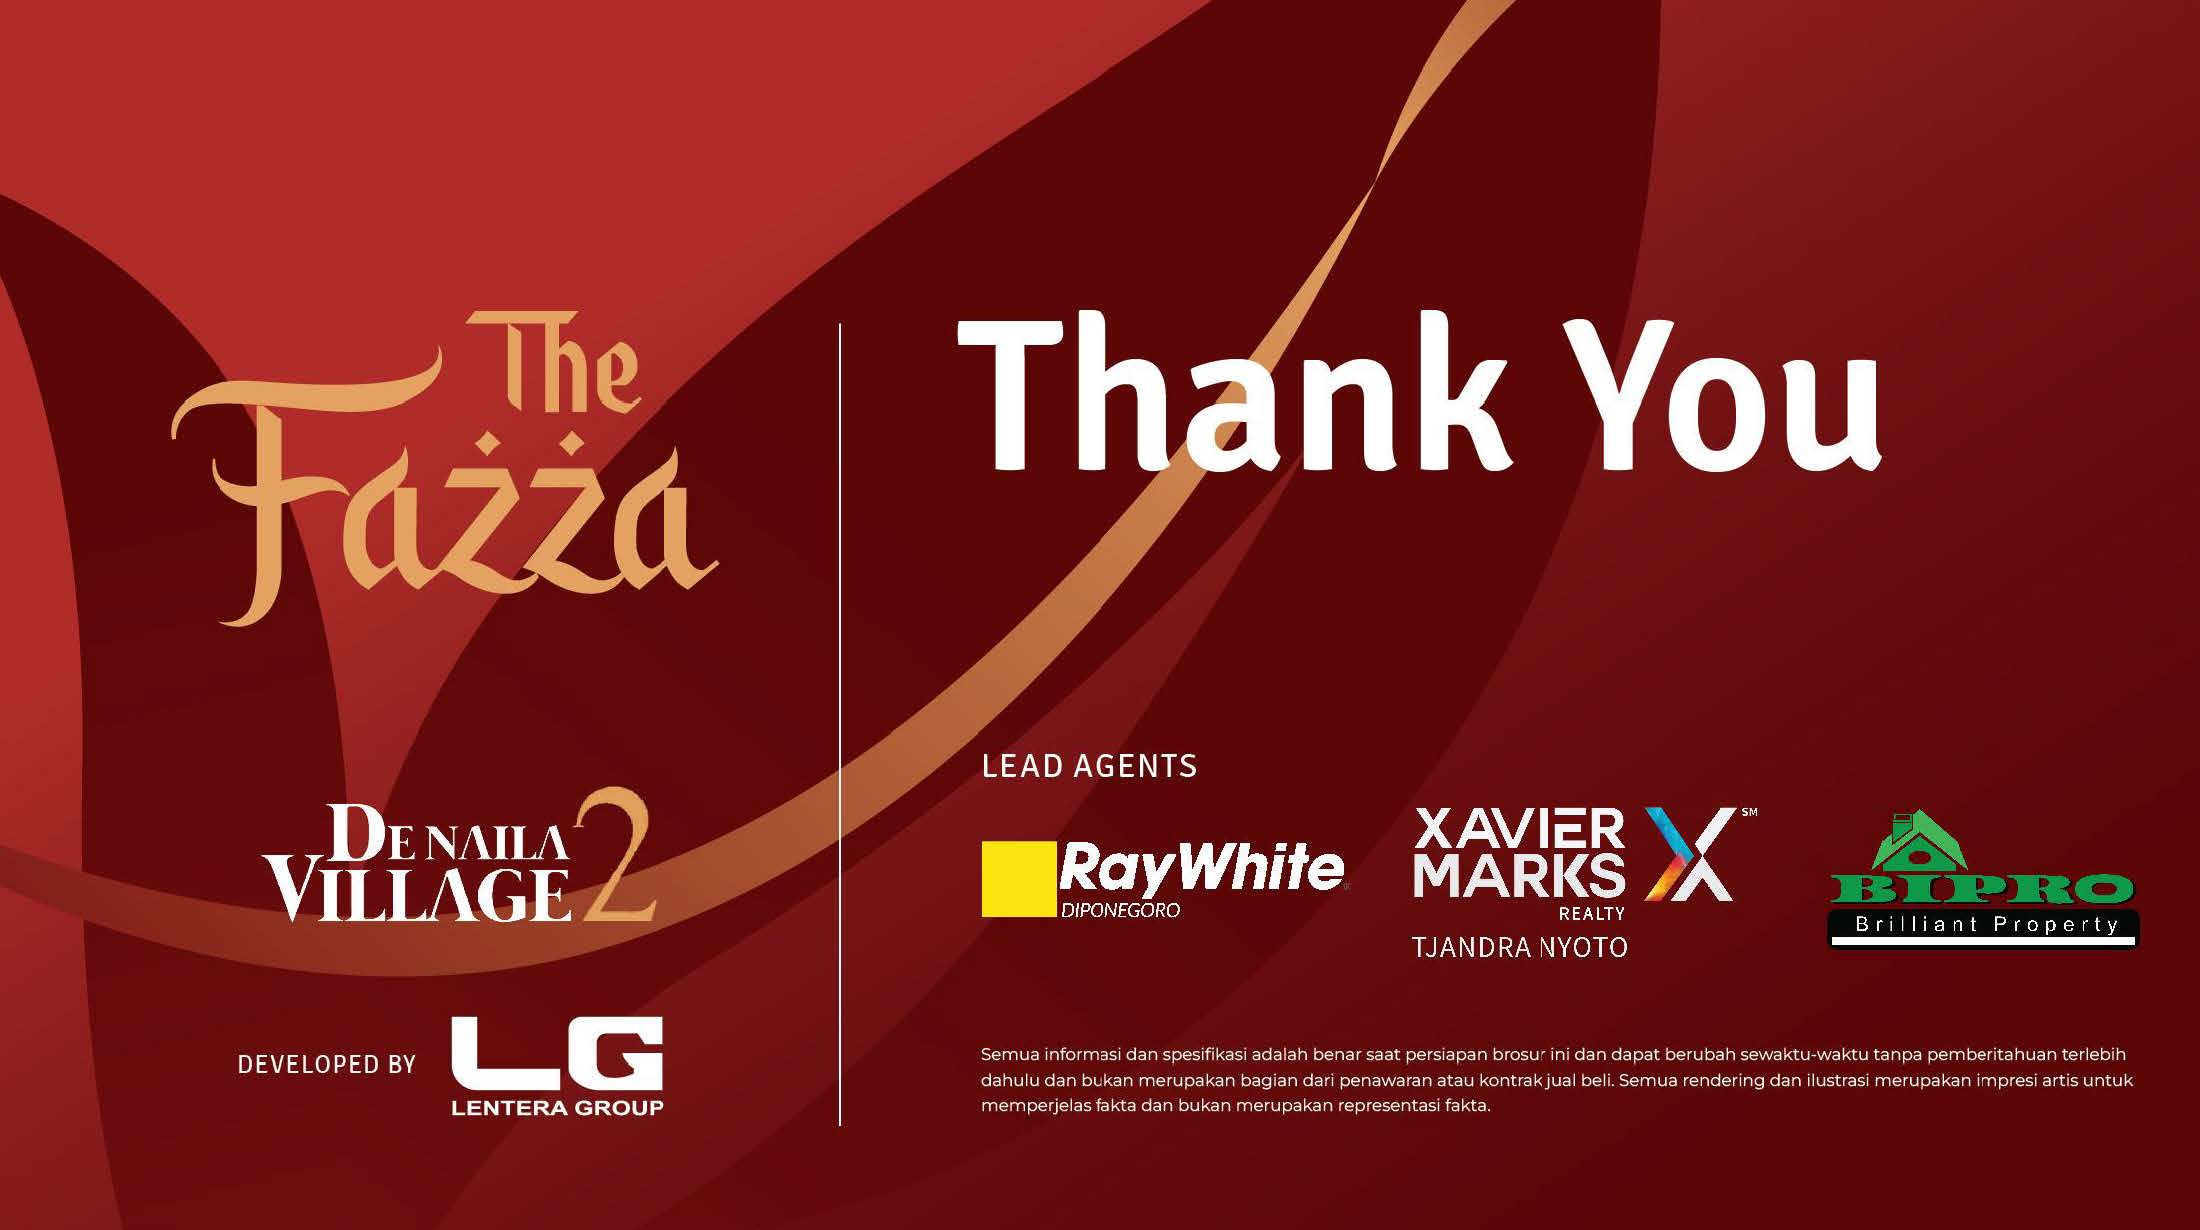 The
Fażża
DE NAILA
VILLAGE 2
DEVELOPED BY
LG
LENTERA GROUP
Thank You
LEAD AGENTS
RayWhite
DIPONEGORO
XAVIER
MARKS
REALTY
X SM
TJANDRA NYOTO
BIPRO
Brilliant Property
Semua informasi dan spesifikasi adalah benar saat persiapan brosur ini dan dapat berubah sewaktu-waktu tanpa pemberitahuan terlebih
dahulu dan bukan merupakan bagian dari penawaran atau kontrak jual beli. Semua rendering dan ilustrasi merupakan impresi artis untuk
memperjelas fakta dan bukan merupakan representasi fakta.